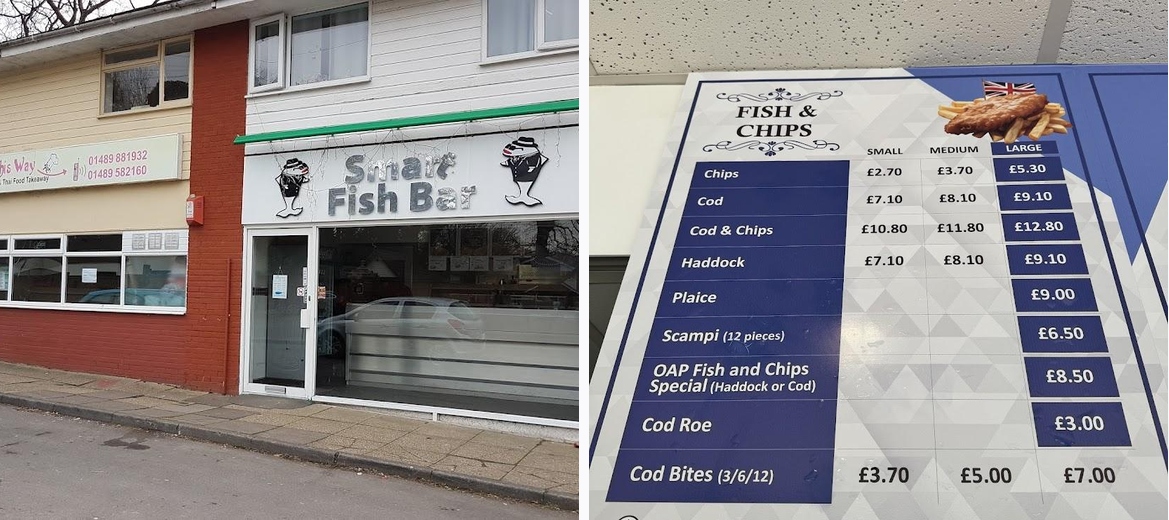 his Way
& Thai Food Takeaway
01489 881932
01489 582160
Smart
Fish Bar
FISH &
CHIPS
SMALL MEDIUM LARGE
Chips £2.70 £3.70 £5.30
Cod £7.10 £8.10 £9.10
Cod & Chips £10.80 £11.80 £12.80
Haddock £7.10 £8.10 £9.10
Plaice £9.00
Scampi (12 pieces) £6.50
OAP Fish and Chips
Special (Haddock or Cod) £8.50
Cod Roe £3.00
Cod Bites (3/6/12) £3.70 £5.00 £7.00